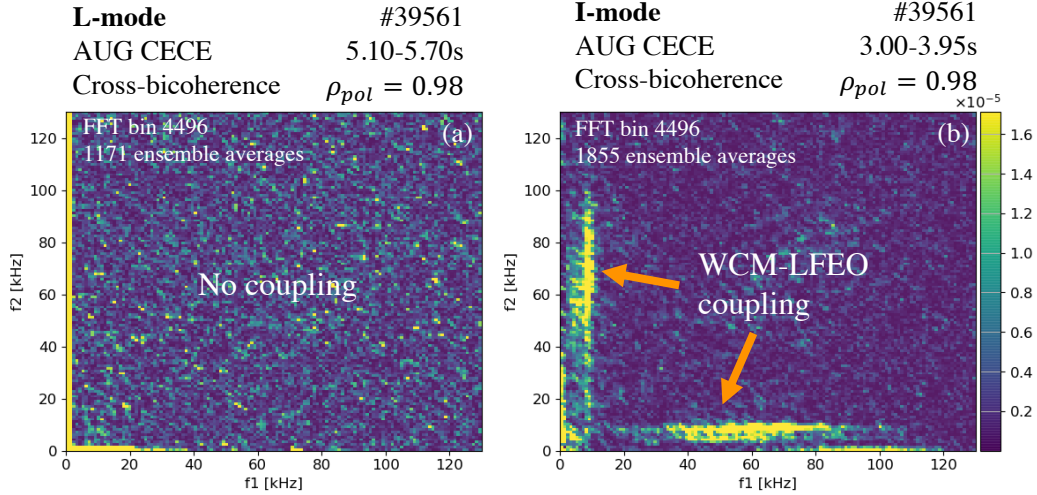 L-mode #39561
AUG CECE 5.10-5.70s
Cross-bicoherence ρ_pol = 0.98
FFT bin 4496
1171 ensemble averages
(a)
No coupling
120
100
80
60
40
20
0
f2 [kHz]
0 20 40 60 80 100 120
f1 [kHz]
I-mode #39561
AUG CECE 3.00-3.95s
Cross-bicoherence ρ_pol = 0.98
×10⁻⁵
FFT bin 4496
1855 ensemble averages
(b)
WCM-LFEO
coupling
120
100
80
60
40
20
0
f2 [kHz]
0 20 40 60 80 100 120
f1 [kHz]
1.6
1.4
1.2
1.0
0.8
0.6
0.4
0.2